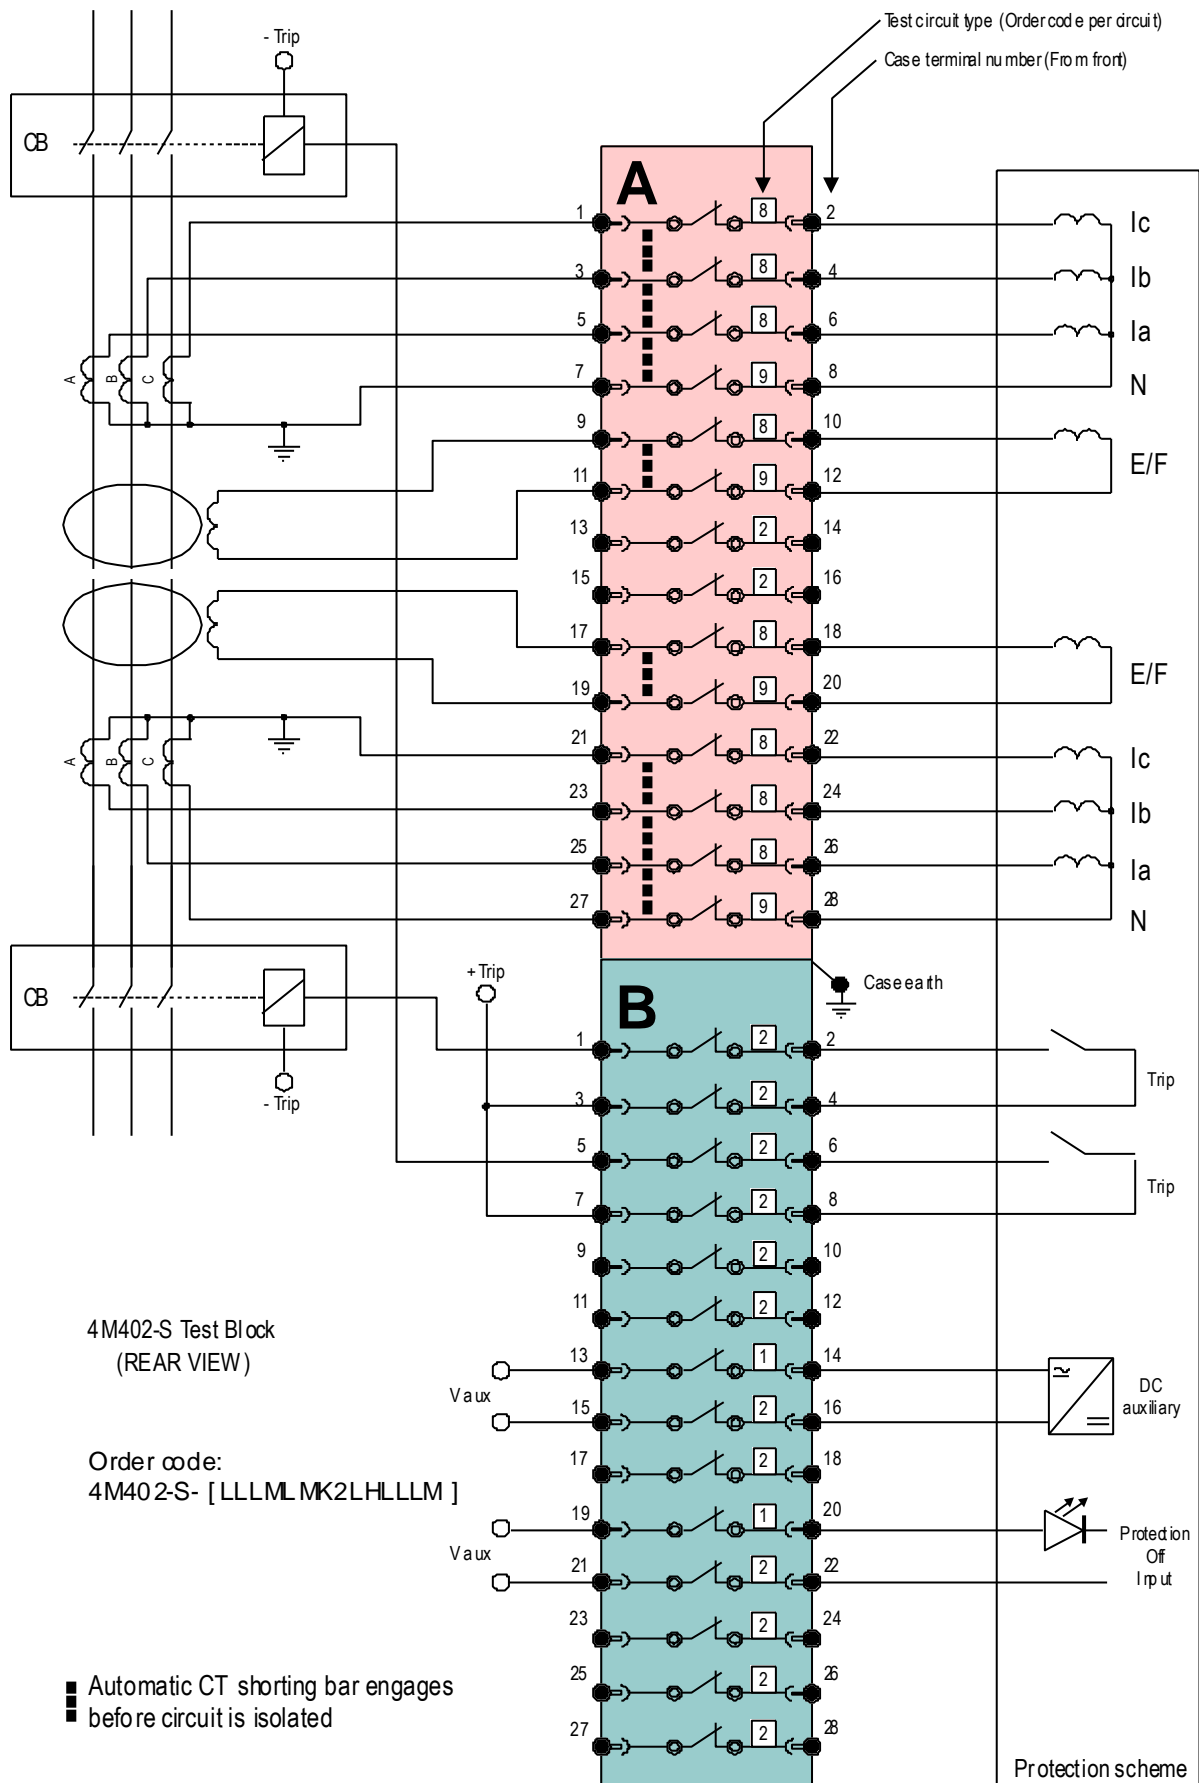 Test circuit type (Order code per circuit)
- Trip
Case terminal number (From front)
CB
A
1 8 2 Ic
3 8 4 Ib
5 8 6 Ia
A B C
7 9 8 N
9 8 10
E/F
11 9 12
13 2 14
15 2 16
17 8 18
E/F
19 9 20
21 8 22 Ic
A B C
23 8 24 Ib
25 8 26 Ia
27 9 28 N
+ Trip
Case earth
CB
B
1 2 2
Trip
- Trip
3 2 4
5 2 6
Trip
7 2 8
9 2 10
11 2 12
4M402-S Test Block
(REAR VIEW)
13 1 14
Vaux
DC
auxiliary
15 2 16
Order code:
4M402-S- [ LLLMLMK2LHLLLM ]
17 2 18
19 1 20
Vaux
Protection
Off
Input
21 2 22
23 2 24
25 2 26
Automatic CT shorting bar engages
before circuit is isolated
27 2 28
Protection scheme